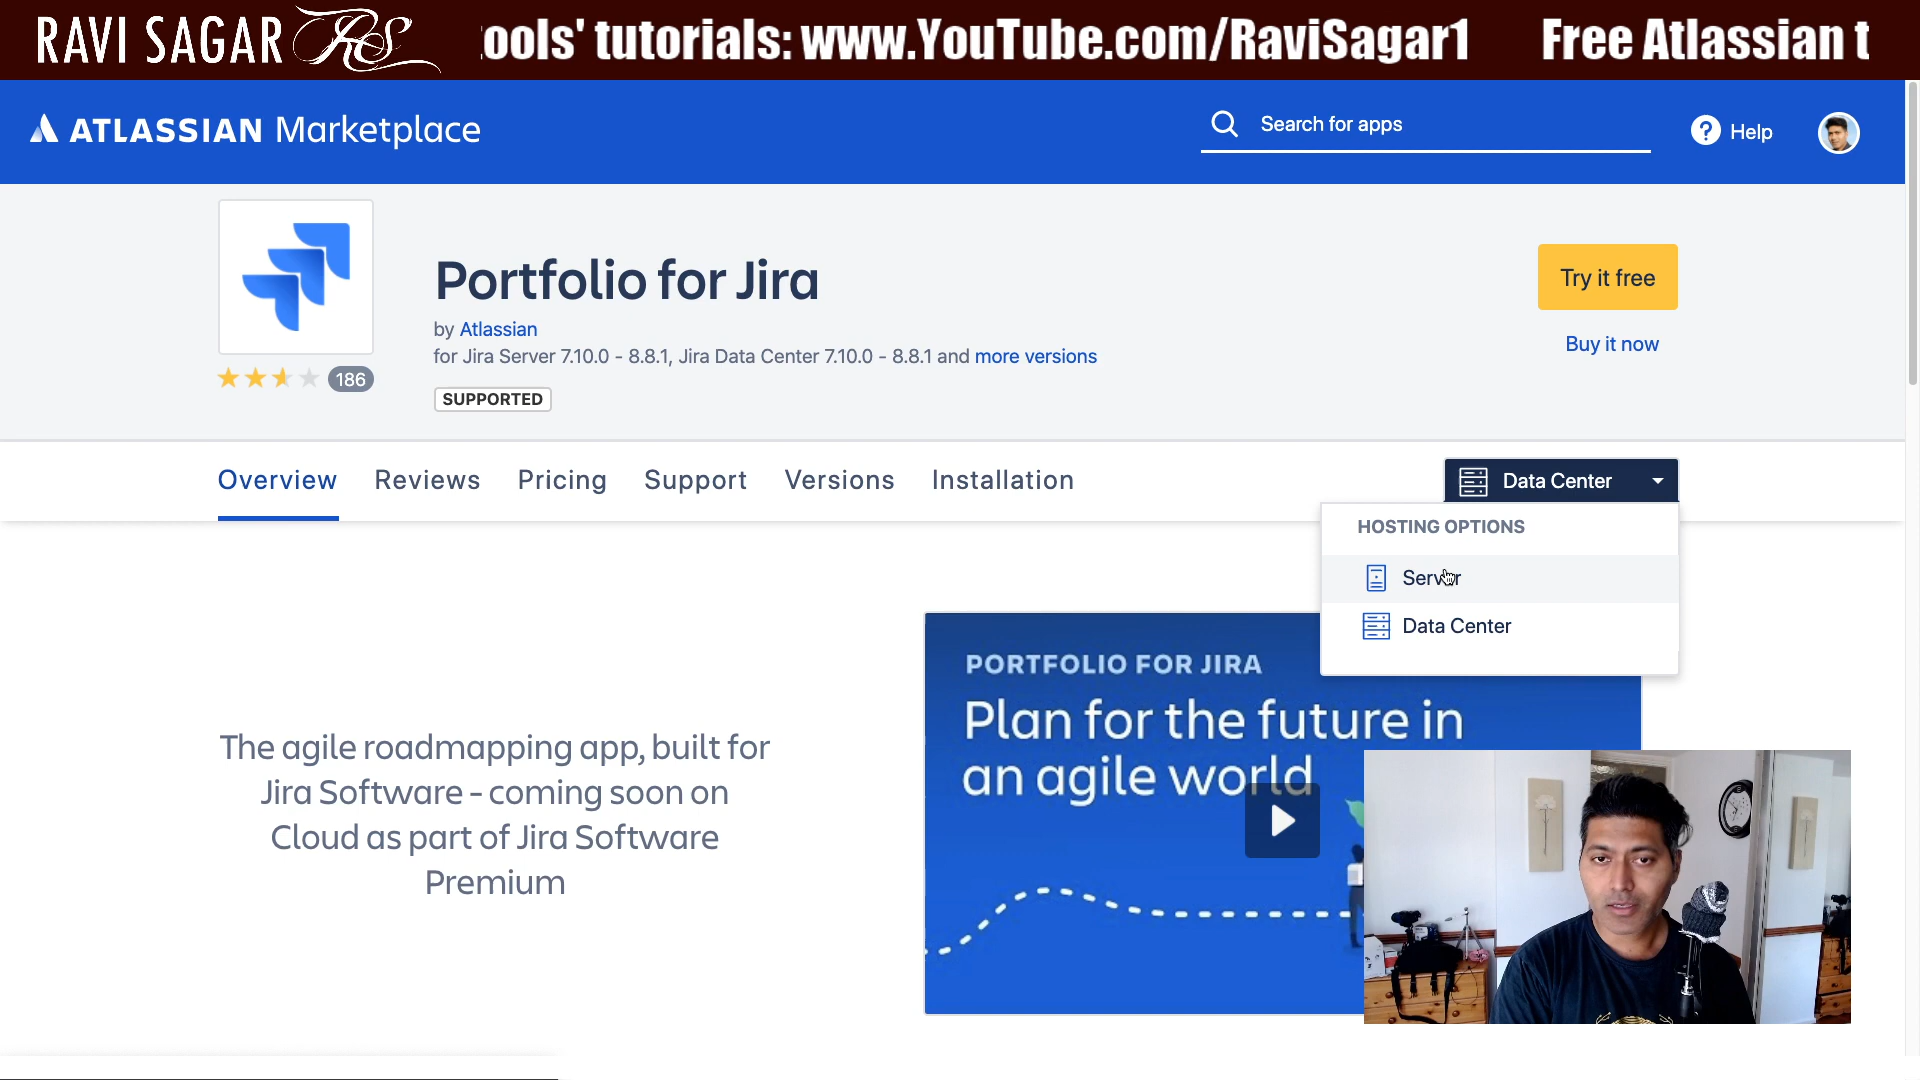 RAVI SAGAR RS
ools' tutorials: www.YouTube.com/RaviSagar1 Free Atlassian t
ATLASSIAN Marketplace
Search for apps
? Help
Portfolio for Jira
Try it free
by Atlassian
Buy it now
for Jira Server 7.10.0 - 8.8.1, Jira Data Center 7.10.0 - 8.8.1 and more versions
186
SUPPORTED
Overview Reviews Pricing Support Versions Installation
Data Center
HOSTING OPTIONS
Server
Data Center
PORTFOLIO FOR JIRA
Plan for the future in
an agile world
The agile roadmapping app, built for
Jira Software – coming soon on
Cloud as part of Jira Software
Premium